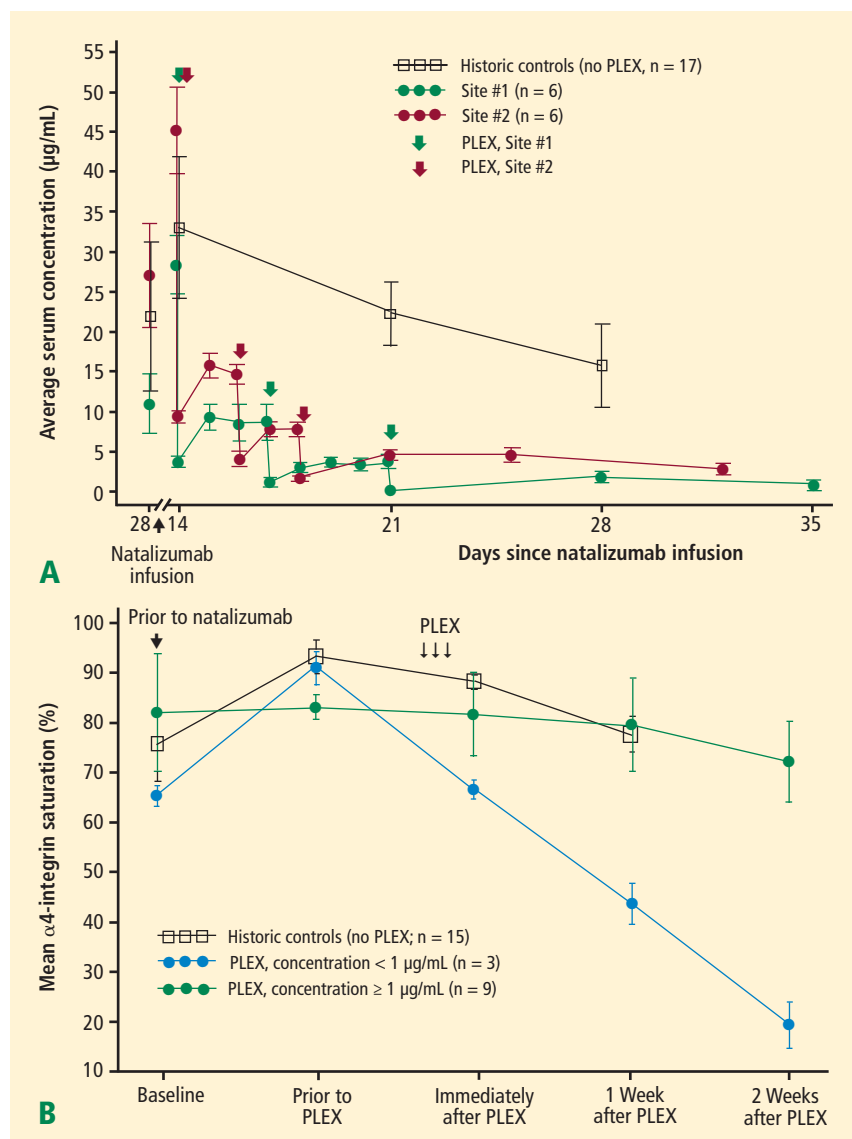 55
50
45
40
35
30
25
20
15
10
5
0
Average serum concentration (µg/mL)
Historic controls (no PLEX, n = 17)
Site #1 (n = 6)
Site #2 (n = 6)
PLEX, Site #1
PLEX, Site #2
28 14 21 28 35
Natalizumab
infusion
Days since natalizumab infusion
A
100
90
80
70
60
50
40
30
20
10
Mean α4-integrin saturation (%)
Prior to natalizumab
PLEX
Historic controls (no PLEX; n = 15)
PLEX, concentration < 1 µg/mL (n = 3)
PLEX, concentration ≥ 1 µg/mL (n = 9)
Baseline
Prior to
PLEX
Immediately
after PLEX
1 Week
after PLEX
2 Weeks
after PLEX
B